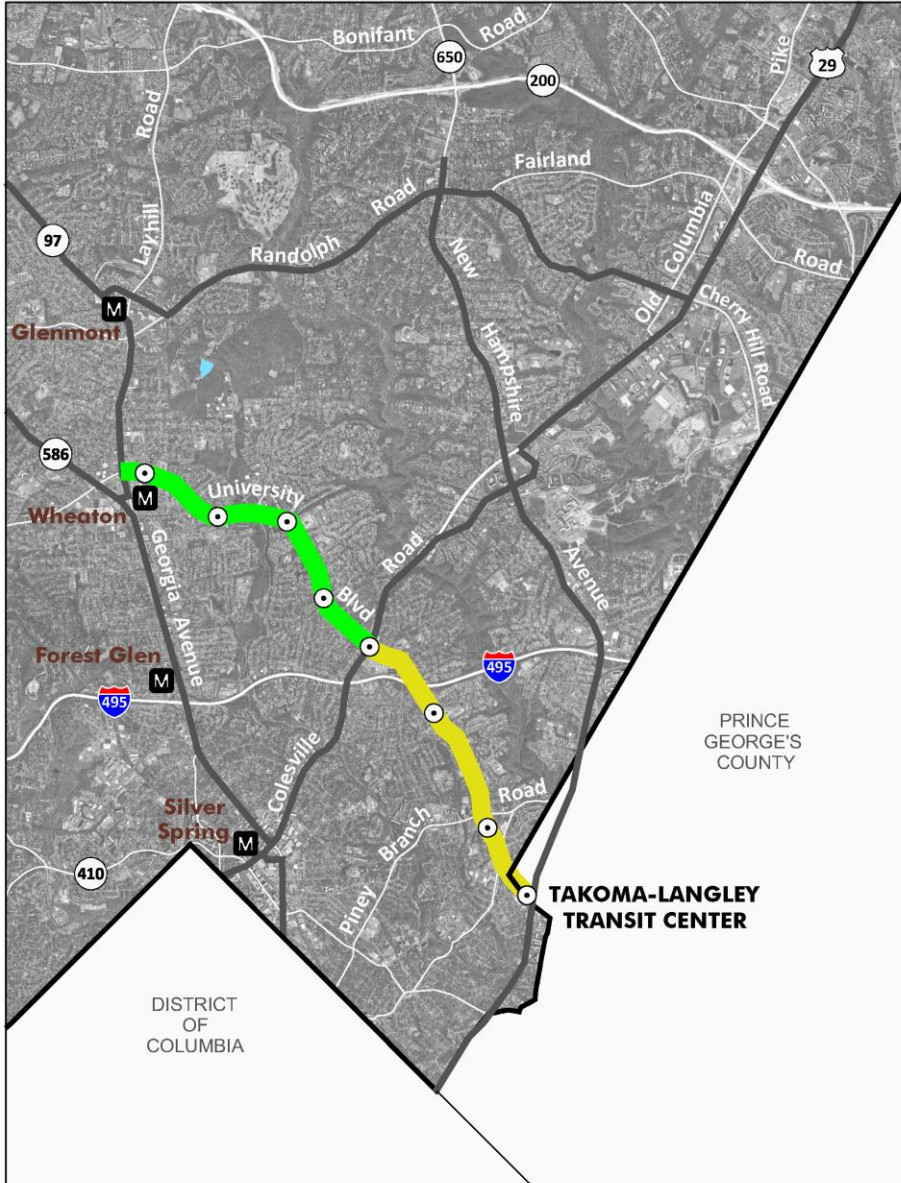 Bonifant
Road
650
200
Pike
29
Road
Fairland
Road
Randolph
Layhill
97
New
Hampshire
Old
Columbia
Road
Cherry Hill Road
M
Glenmont
586
University
Blvd
M
Wheaton
Georgia
Avenue
Road
Avenue
Forest Glen
M
495
495
PRINCE
GEORGE'S
COUNTY
Colesville
Silver
Spring
M
Road
Branch
Piney
410
TAKOMA-LANGLEY
TRANSIT CENTER
DISTRICT
OF
COLUMBIA